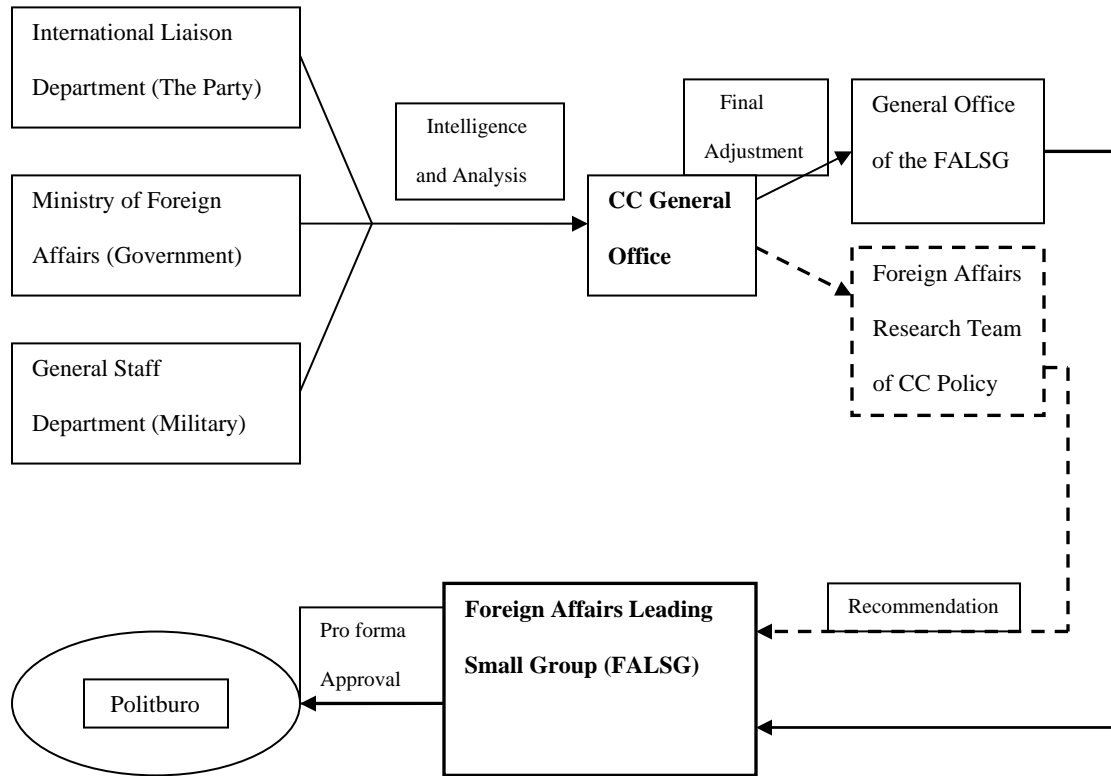 International Liaison
Department (The Party)
Ministry of Foreign
Affairs (Government)
General Staff
Department (Military)
Intelligence
and Analysis
CC General
Office
Final
Adjustment
General Office
of the FALSG
Foreign Affairs
Research Team
of CC Policy
Recommendation
Foreign Affairs Leading
Small Group (FALSG)
Pro forma
Approval
Politburo